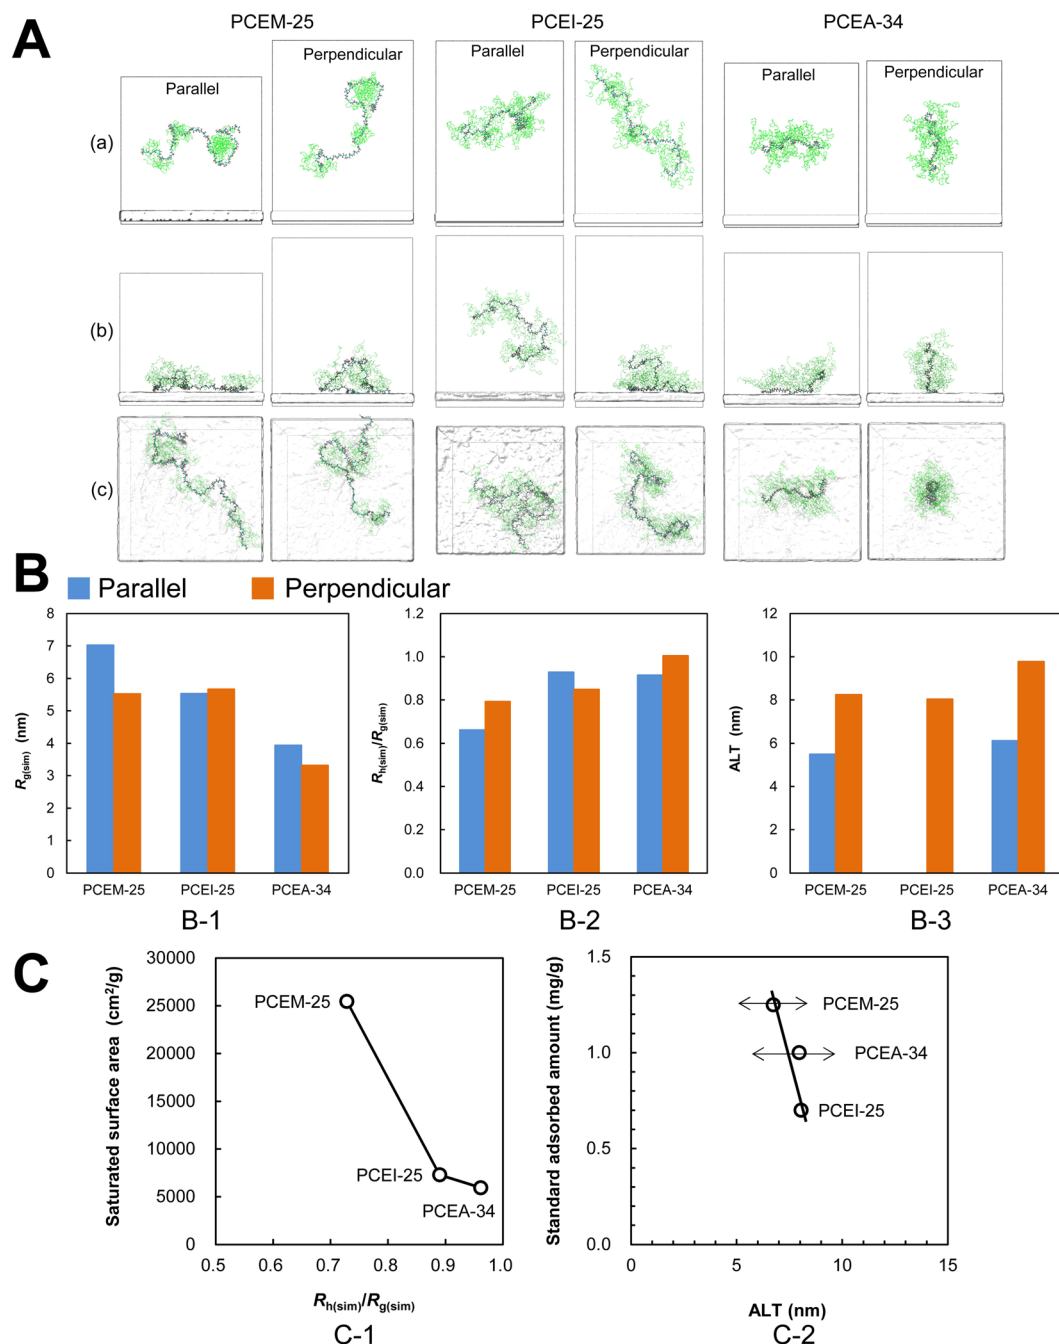 A
PCEM-25 PCEI-25 PCEA-34
Parallel Perpendicular Parallel Perpendicular Parallel Perpendicular
(a)
(b)
(c)
B
Parallel Perpendicular
8
7
6
5
4
3
2
1
0
Rg(sim) (nm)
PCEM-25 PCEI-25 PCEA-34
B-1
1.2
1.0
0.8
0.6
0.4
0.2
0.0
Rh(sim)/Rg(sim)
PCEM-25 PCEI-25 PCEA-34
B-2
12
10
8
6
4
2
0
ALT (nm)
PCEM-25 PCEI-25 PCEA-34
B-3
C
30000
25000
20000
15000
10000
5000
0
Saturated surface area (cm²/g)
PCEM-25
PCEI-25
PCEA-34
0.5 0.6 0.7 0.8 0.9 1.0
Rh(sim)/Rg(sim)
C-1
1.5
1.0
0.5
0.0
Standard adsorbed amount (mg/g)
PCEM-25
PCEA-34
PCEI-25
0 5 10 15
ALT (nm)
C-2